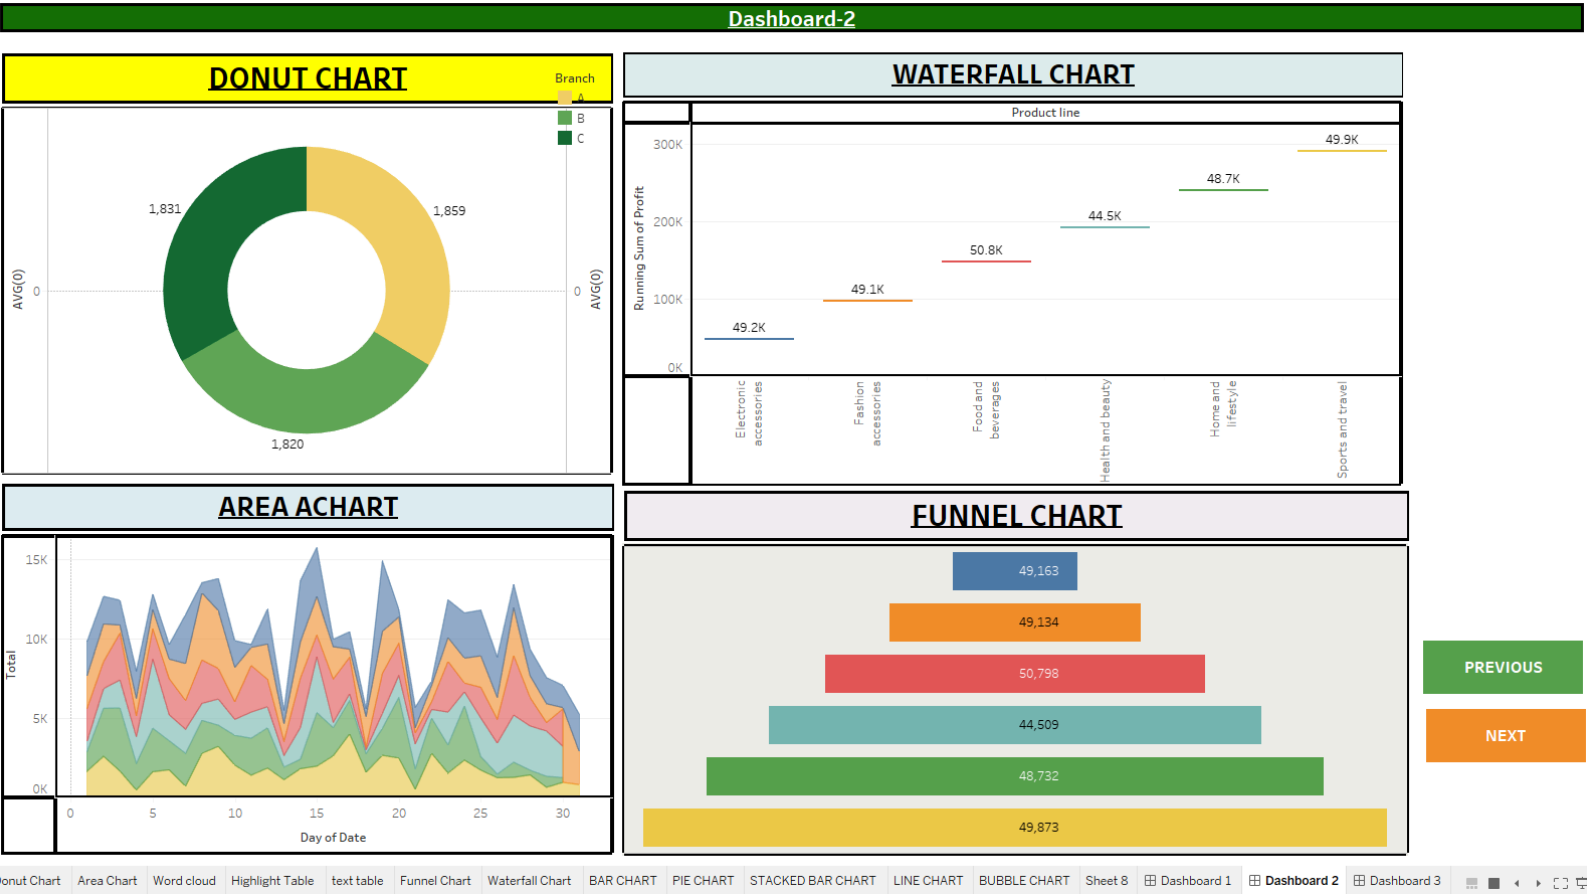 Dashboard-2
DONUT CHART
Branch
A
B
C
1,831
1,859
1,820
AVG(0)
0
0
AVG(0)
WATERFALL CHART
Product line
Running Sum of Profit
300K
200K
100K
0K
49.2K
49.1K
50.8K
44.5K
48.7K
49.9K
Electronic
accessories
Fashion
accessories
Food and
beverages
Health and beauty
Home and
lifestyle
Sports and travel
AREA ACHART
Total
15K
10K
5K
0K
0 5 10 15 20 25 30
Day of Date
FUNNEL CHART
49,163
49,134
50,798
44,509
48,732
49,873
PREVIOUS
NEXT
onut Chart Area Chart Word cloud Highlight Table text table Funnel Chart Waterfall Chart BAR CHART PIE CHART STACKED BAR CHART LINE CHART BUBBLE CHART Sheet 8 Dashboard 1 Dashboard 2 Dashboard 3